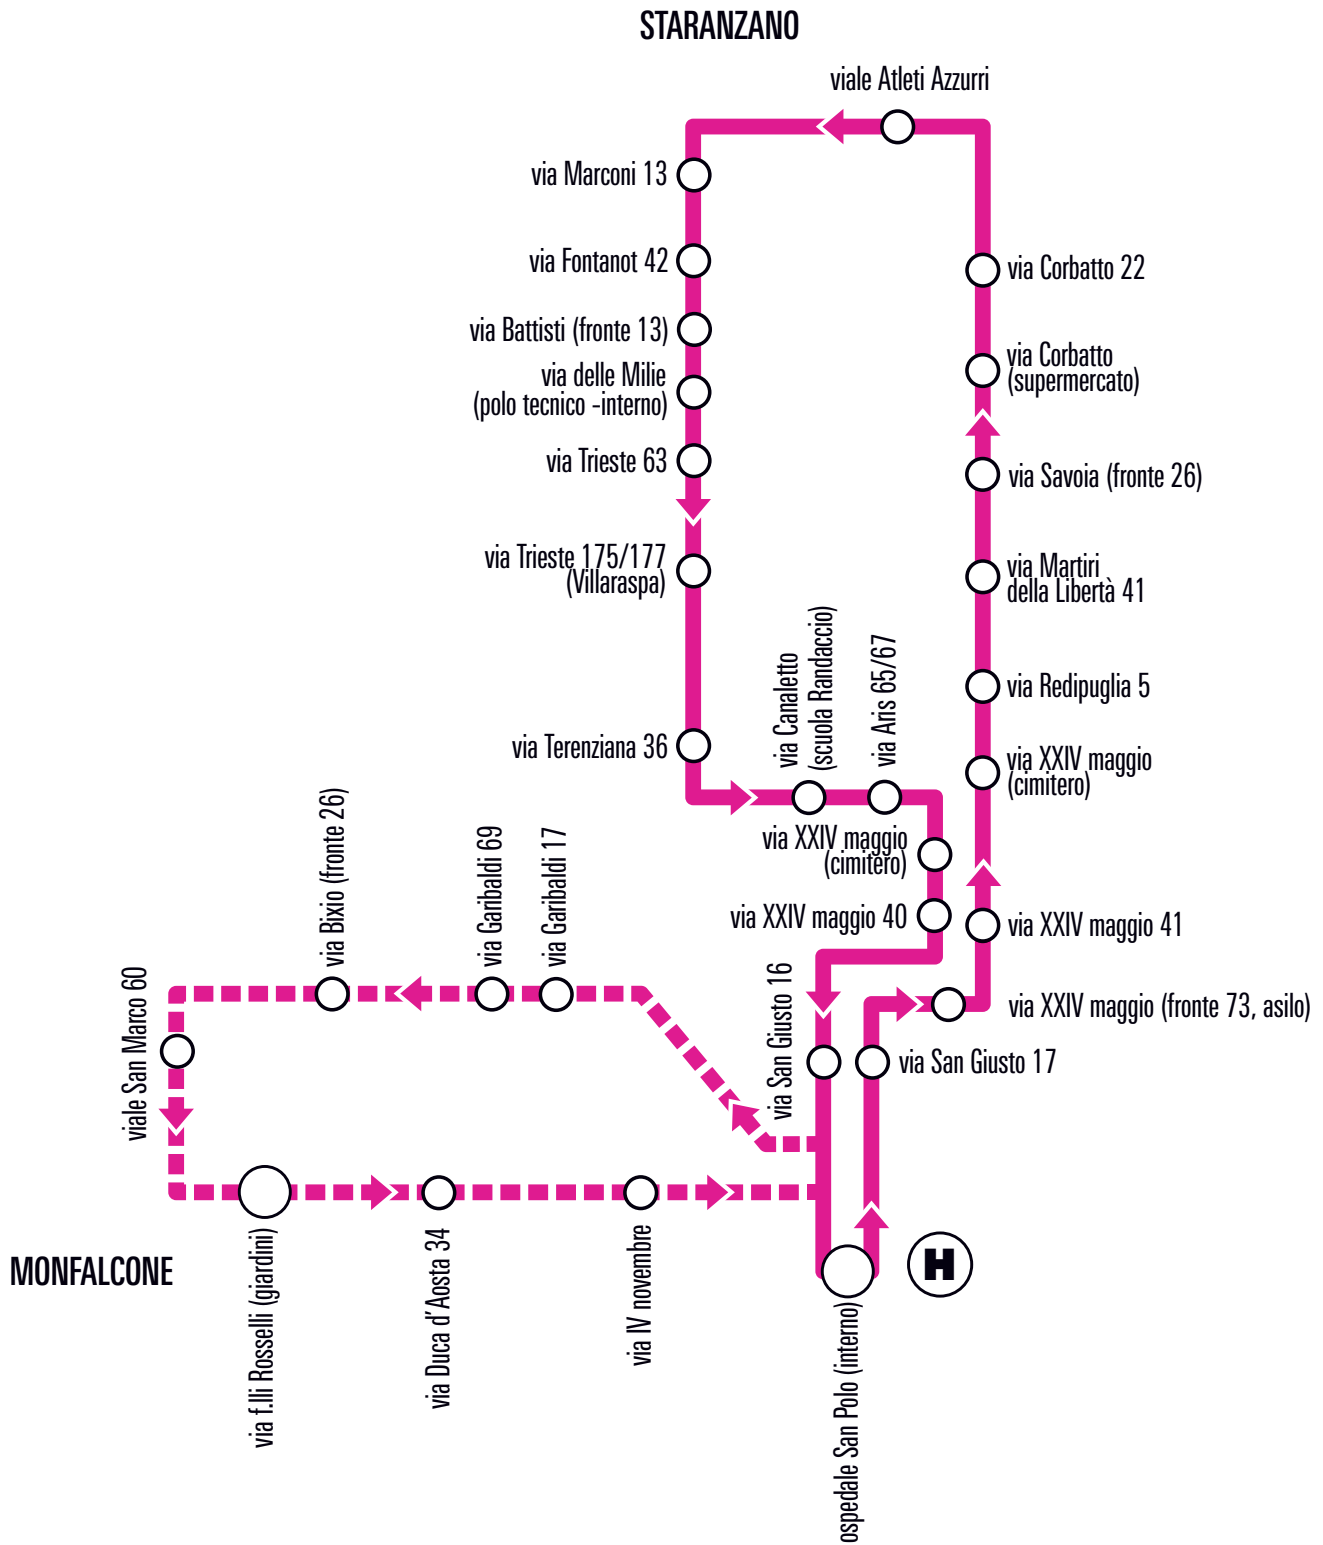 STARANZANO
viale Atleti Azzurri
via Marconi 13
via Fontanot 42
via Battisti (fronte 13)
via delle Milie
(polo tecnico -interno)
via Trieste 63
via Trieste 175/177
(Villaraspa)
via Terenziana 36
via Canaletto
(scuola Randaccio)
via Aris 65/67
via XXIV maggio
(cimitero)
via XXIV maggio 40
via San Giusto 16
via Corbatto 22
via Corbatto
(supermercato)
via Savoia (fronte 26)
via Martiri
della Libertà 41
via Redipuglia 5
via XXIV maggio
(cimitero)
via XXIV maggio 41
via XXIV maggio (fronte 73, asilo)
via San Giusto 17
via Garibaldi 17
via Garibaldi 69
via Bixio (fronte 26)
viale San Marco 60
MONFALCONE
via f.lli Rosselli (giardini)
via Duca d'Aosta 34
via IV novembre
ospedale San Polo (interno)
H